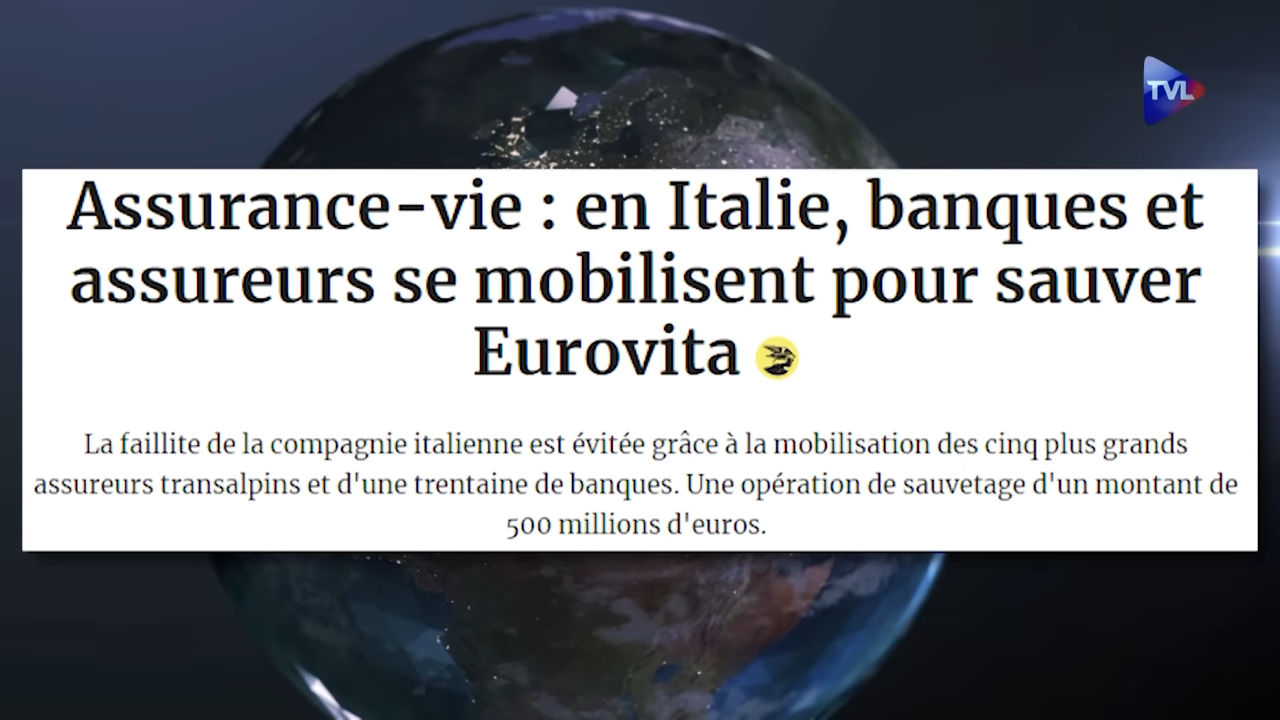 TVL
Assurance-vie : en Italie, banques et
assureurs se mobilisent pour sauver
Eurovita
La faillite de la compagnie italienne est évitée grâce à la mobilisation des cinq plus grands
assureurs transalpins et d'une trentaine de banques. Une opération de sauvetage d'un montant de
500 millions d'euros.